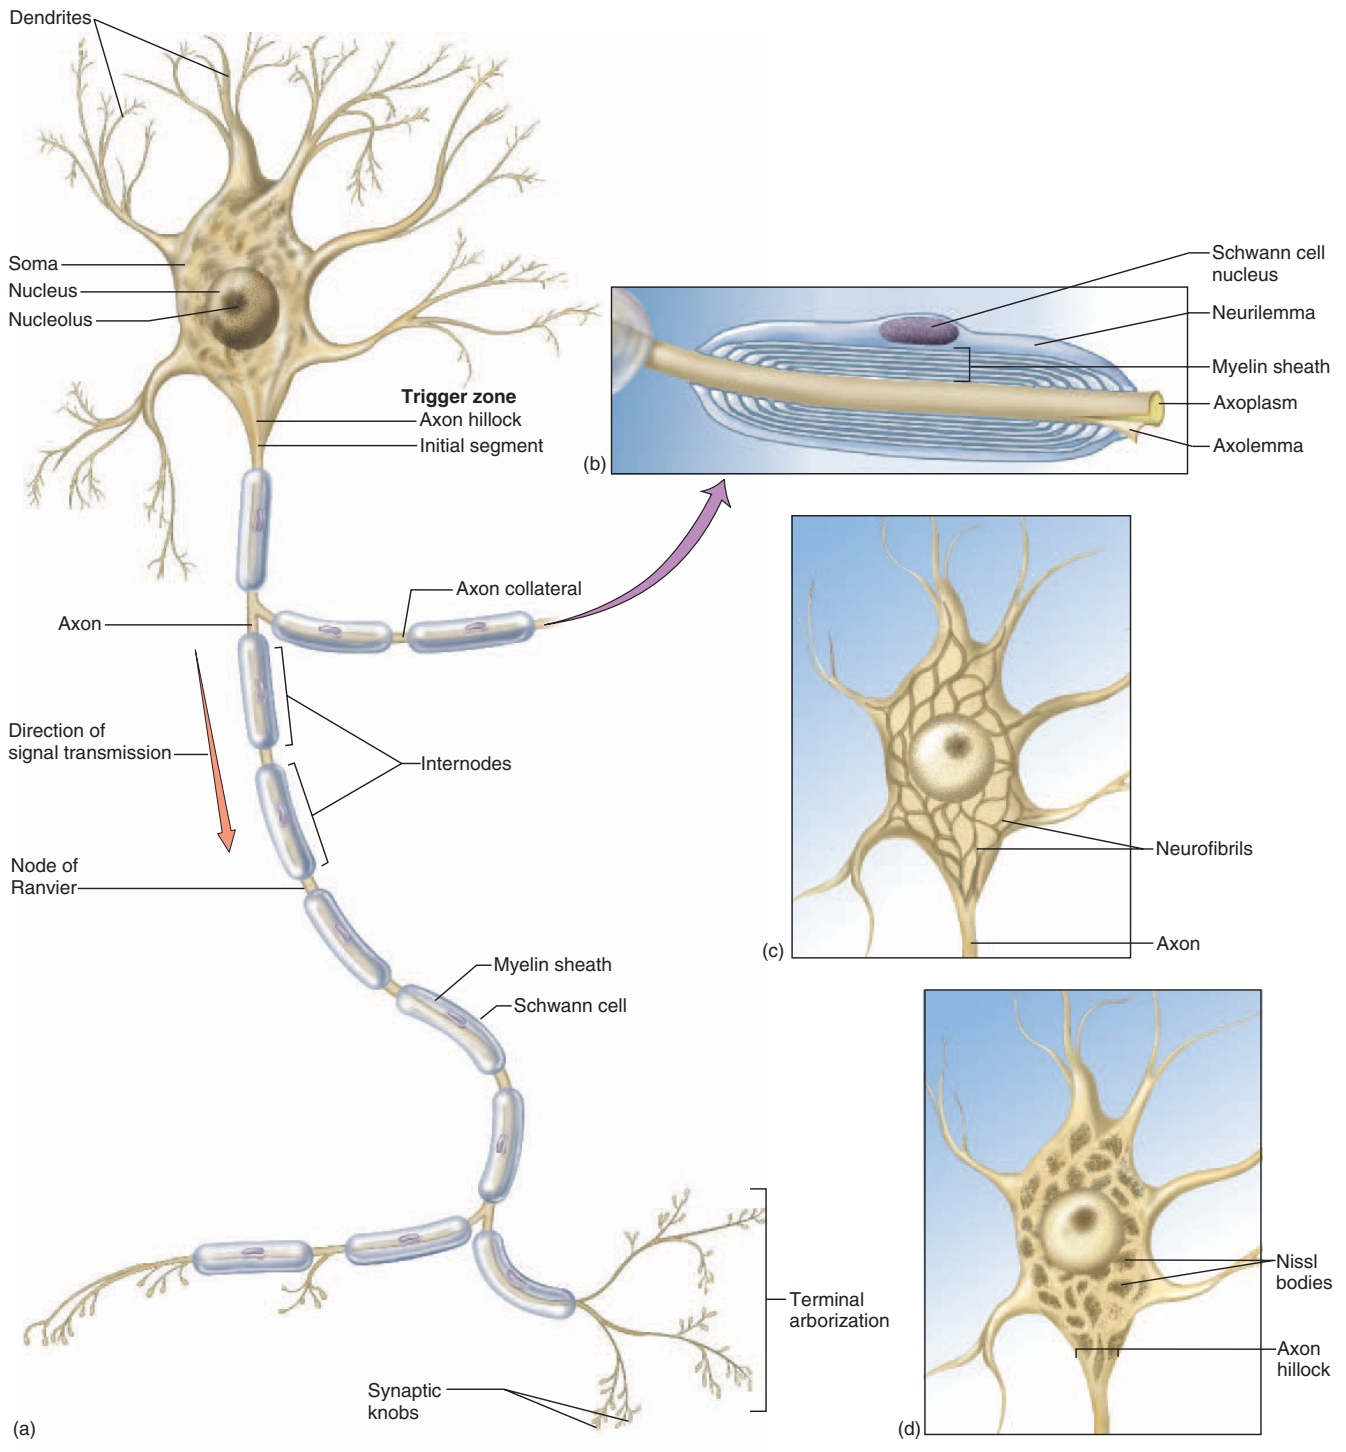 Dendrites
Soma
Nucleus
Nucleolus
Trigger zone
Axon hillock
Initial segment
Axon collateral
Axon
Direction of
signal transmission
Internodes
Node of
Ranvier
Myelin sheath
Schwann cell
Terminal
arborization
Synaptic
knobs
(a)
Schwann cell
nucleus
Neurilemma
Myelin sheath
Axoplasm
Axolemma
(b)
Neurofibrils
Axon
(c)
Nissl
bodies
Axon
hillock
(d)